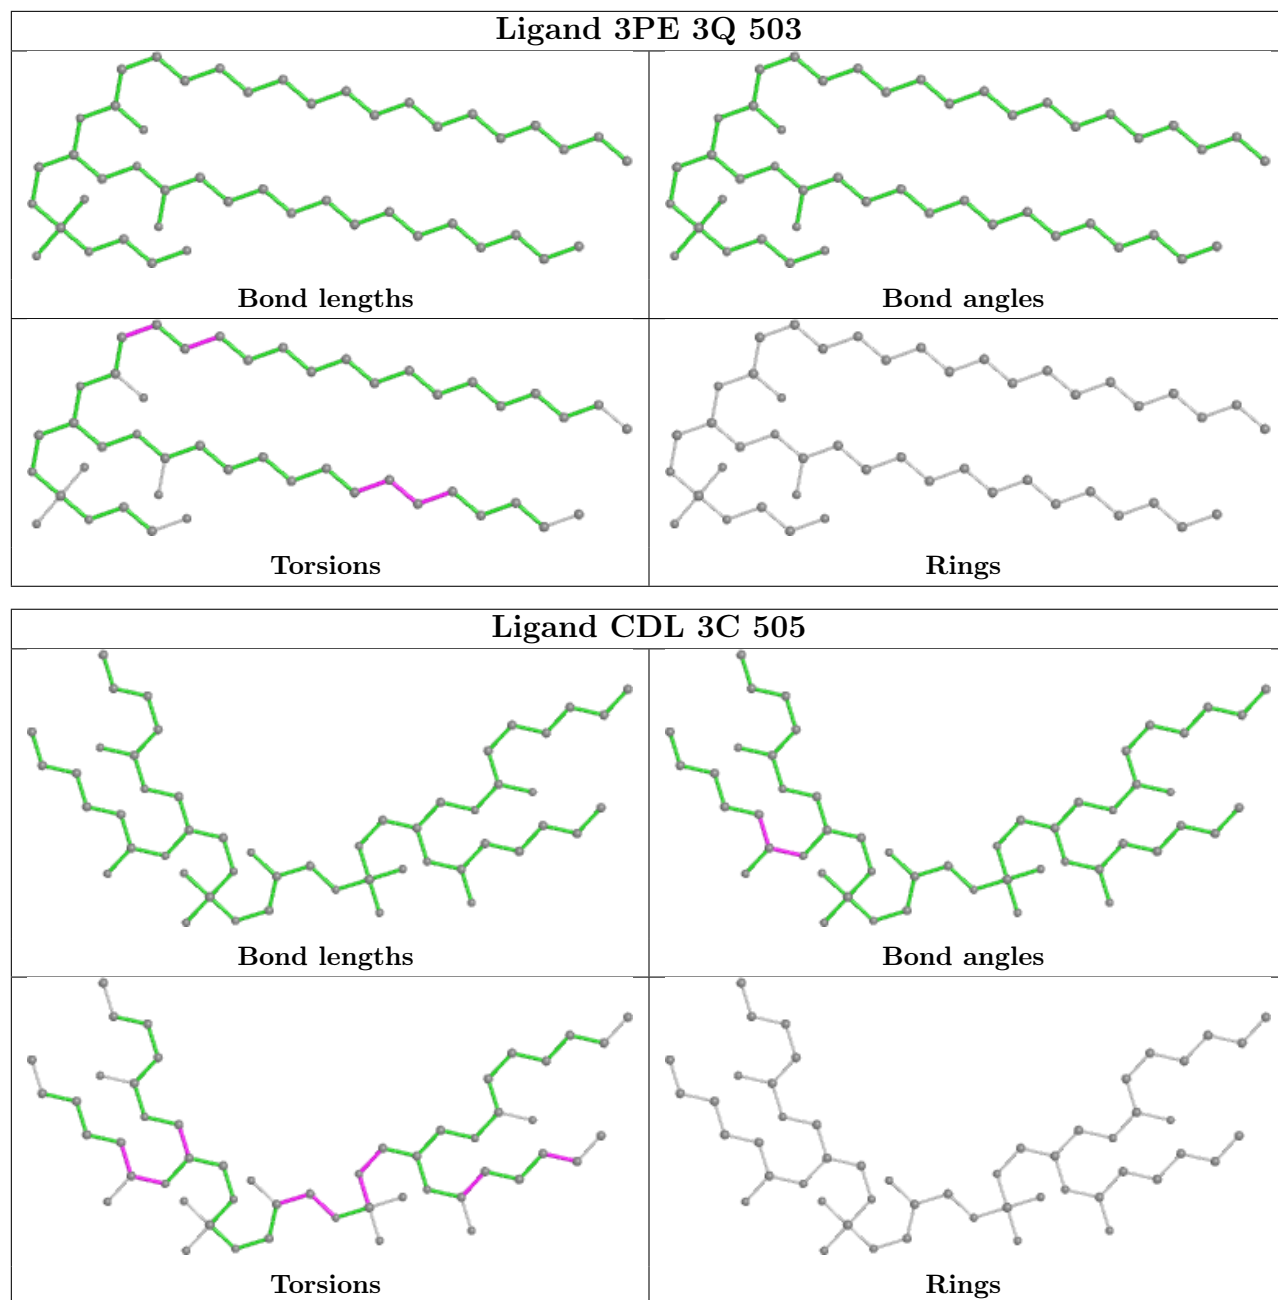 Ligand 3PE 3Q 503
Bond lengths
Bond angles
Torsions
Rings
Ligand CDL 3C 505
Bond lengths
Bond angles
Torsions
Rings